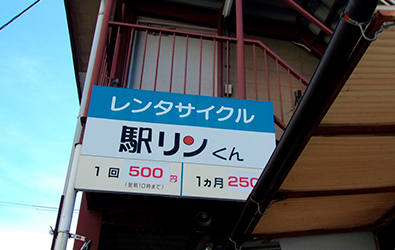 レンタサイクル
駅リンくん
1回 500円
(翌朝10時まで)
1ヵ月 250